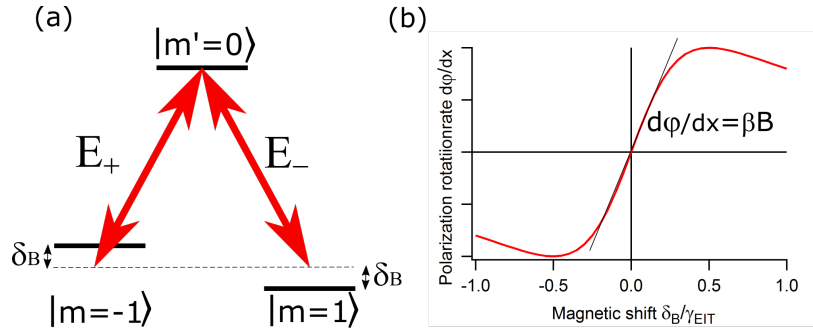 (a)
|m'=0⟩
E₊
E₋
δB
δB
|m=-1⟩
|m=1⟩
(b)
Polarization rotatiionrate dφ/dx
dφ/dx=βB
-1.0
-0.5
0.0
0.5
1.0
Magnetic shift δB/γEIT